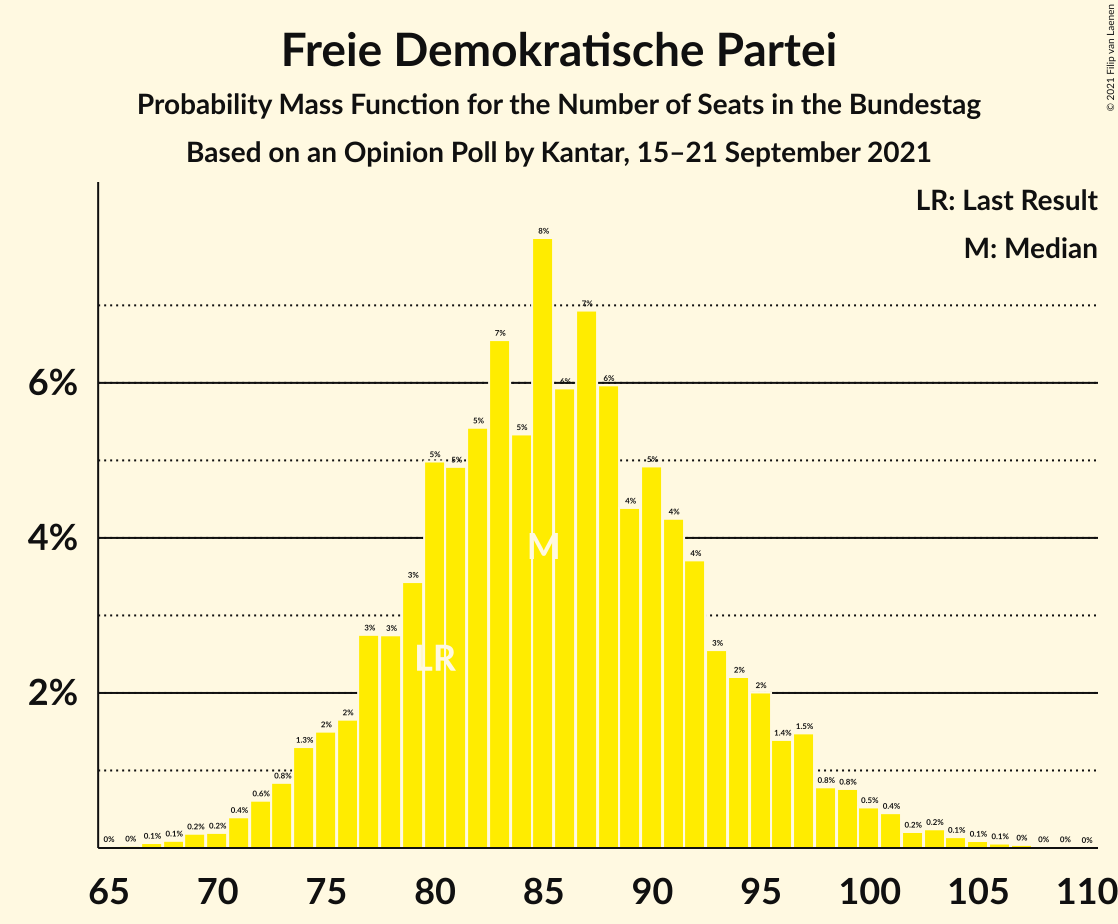 Freie Demokratische Partei
Probability Mass Function for the Number of Seats in the Bundestag
Based on an Opinion Poll by Kantar, 15–21 September 2021
© 2021 Filip van Laenen
LR: Last Result
M: Median
6%
4%
2%
0% 0% 0.1% 0.1% 0.2% 0.2% 0.4% 0.6% 0.8% 1.3% 2% 2% 3% 3% 3% 5% 5% 5% 7% 5% 8% 6% 7% 6% 4% 5% 4% 4% 3% 2% 2% 1.4% 1.5% 0.8% 0.8% 0.5% 0.4% 0.2% 0.2% 0.1% 0.1% 0.1% 0% 0% 0% 0%
M
LR
65 70 75 80 85 90 95 100 105 110